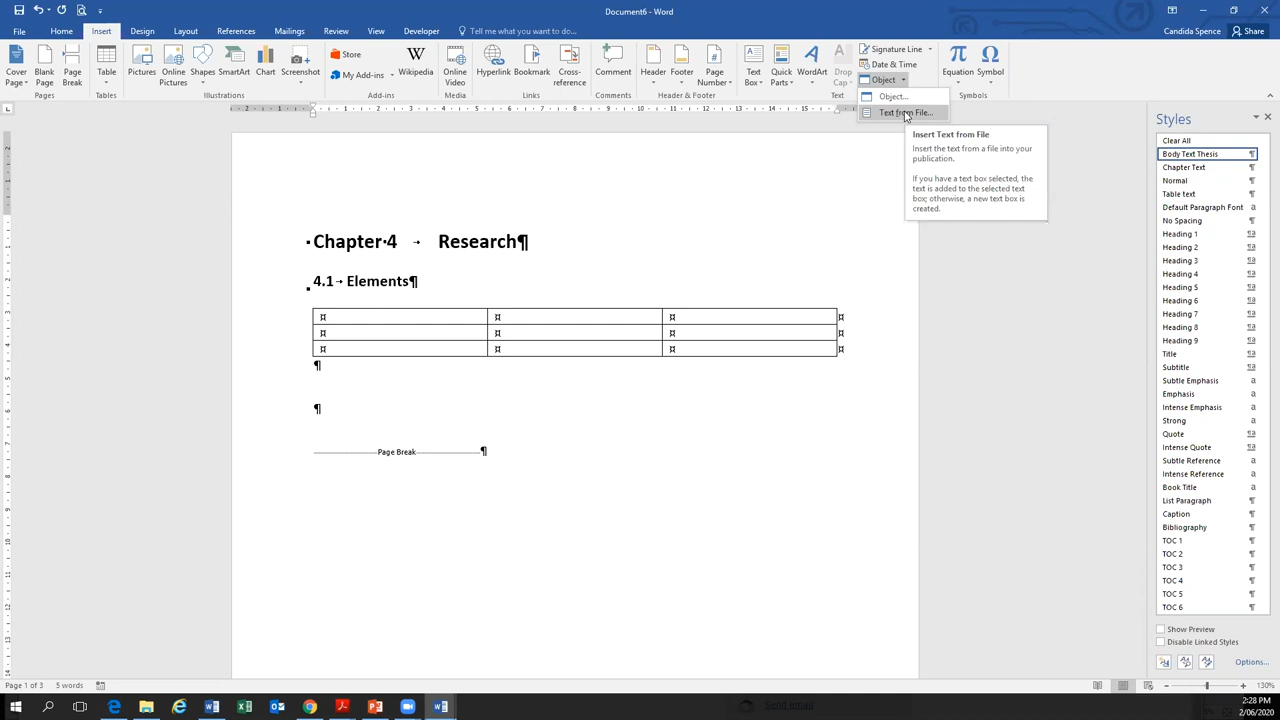 Document6 - Word
Candida Spence
Share
File
Home
Insert
Design
Layout
References
Mailings
Review
View
Developer
Tell me what you want to do...
Cover Page
Blank Page
Page Break
Table
Pictures
Online Pictures
Shapes
SmartArt
Chart
Screenshot
Store
My Add-ins
Wikipedia
Online Video
Hyperlink
Bookmark
Cross-reference
Comment
Header
Footer
Page Number
Text Box
Quick Parts
WordArt
Drop Cap
Signature Line
Date & Time
Object
Equation
Symbol
Pages
Tables
Illustrations
Add-ins
Media
Links
Comments
Header & Footer
Text
Symbols
Object...
Text from File...
Insert Text from File
Insert the text from a file into your
publication.
If you have a text box selected, the
text is added to the selected text
box; otherwise, a new text box is
created.
Chapter·4 → Research¶
4.1→Elements¶
¤ ¤ ¤ ¤
¤ ¤ ¤ ¤
¤ ¤ ¤ ¤
¶
¶
Page Break ¶
Styles
Clear All
Body Text Thesis ¶
Chapter Text ¶
Normal ¶
Table text ¶
Default Paragraph Font a
No Spacing ¶
Heading 1 ¶a
Heading 2 ¶a
Heading 3 ¶a
Heading 4 ¶a
Heading 5 ¶a
Heading 6 ¶a
Heading 7 ¶a
Heading 8 ¶a
Heading 9 ¶a
Title ¶a
Subtitle ¶a
Subtle Emphasis a
Emphasis a
Intense Emphasis a
Strong a
Quote ¶a
Intense Quote ¶a
Subtle Reference a
Intense Reference a
Book Title a
List Paragraph ¶
Caption ¶
Bibliography ¶
TOC 1 ¶
TOC 2 ¶
TOC 3 ¶
TOC 4 ¶
TOC 5 ¶
TOC 6 ¶
Show Preview
Disable Linked Styles
Options...
Page 1 of 3
5 words
130%
Send email
2:28 PM
2/06/2020